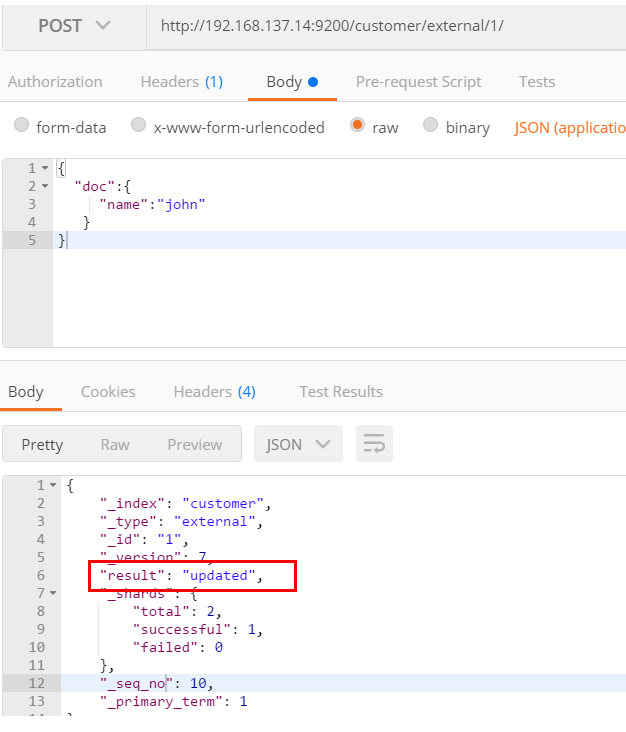 POST http://192.168.137.14:9200/customer/external/1/
Authorization Headers (1) Body Pre-request Script Tests
form-data x-www-form-urlencoded raw binary JSON (applicatio
1 {
2 "doc":{
3 "name":"john"
4 }
5 }
Body Cookies Headers (4) Test Results
Pretty Raw Preview JSON
1 {
2 "_index": "customer",
3 "_type": "external",
4 "_id": "1",
5 "_version": 7,
6 "result": "updated",
7 "_shards": {
8 "total": 2,
9 "successful": 1,
10 "failed": 0
11 },
12 "_seq_no": 10,
13 "_primary_term": 1